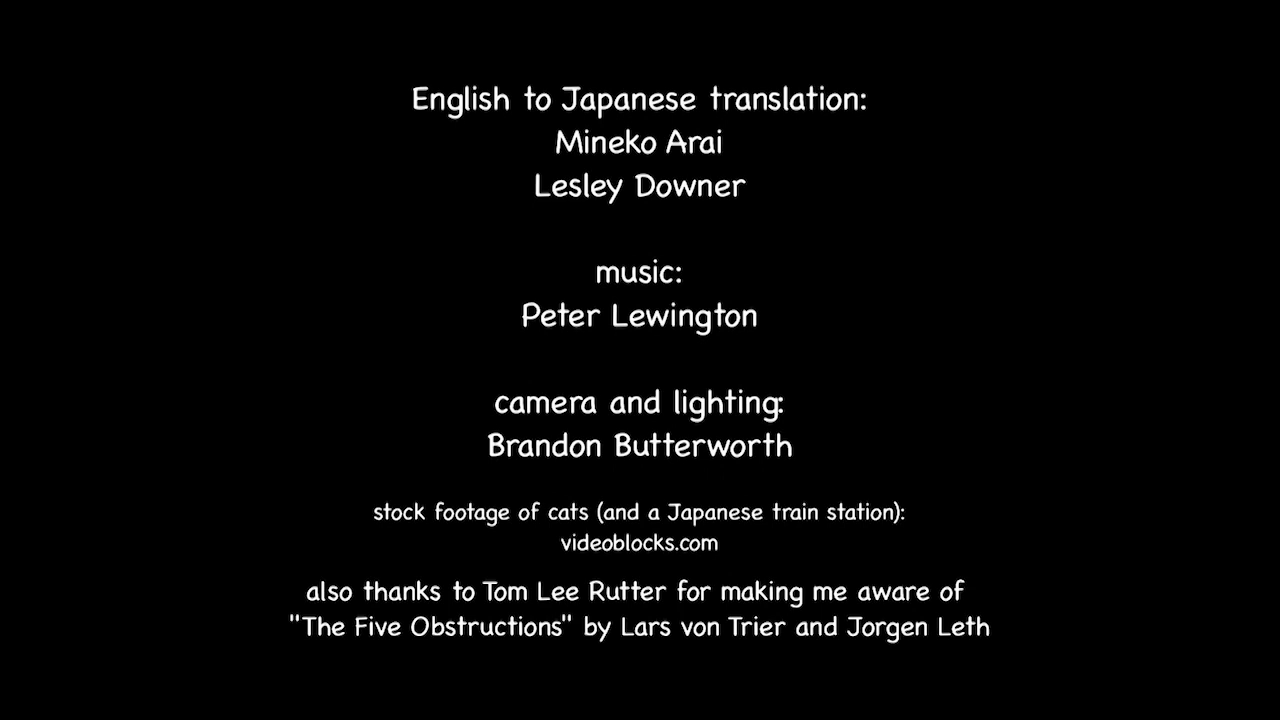 English to Japanese translation:
Mineko Arai
Lesley Downer
music:
Peter Lewington
camera and lighting:
Brandon Butterworth
stock footage of cats (and a Japanese train station):
videoblocks.com
also thanks to Tom Lee Rutter for making me aware of
"The Five Obstructions" by Lars von Trier and Jorgen Leth